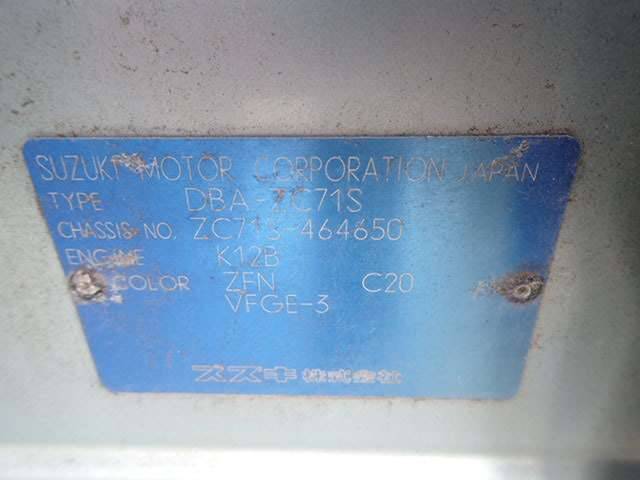 SUZUKI MOTOR CORPORATION JAPAN
TYPE DBA-ZC71S
CHASSIS NO. ZC71S-464650
ENGINE K12B
COLOR ZFN C20
VFGE-3
スズキ株式会社